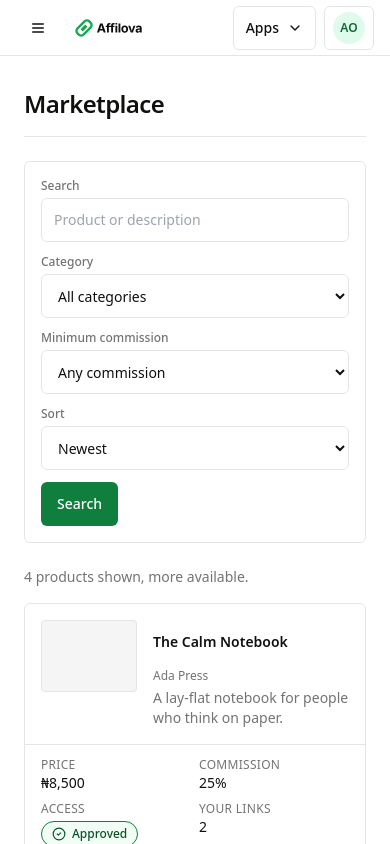 Affilova
Apps
AO
Marketplace
Search
Product or description
Category
All categories
Minimum commission
Any commission
Sort
Newest
Search
4 products shown, more available.
The Calm Notebook
Ada Press
A lay-flat notebook for people
who think on paper.
PRICE
₦8,500
COMMISSION
25%
ACCESS
Approved
YOUR LINKS
2